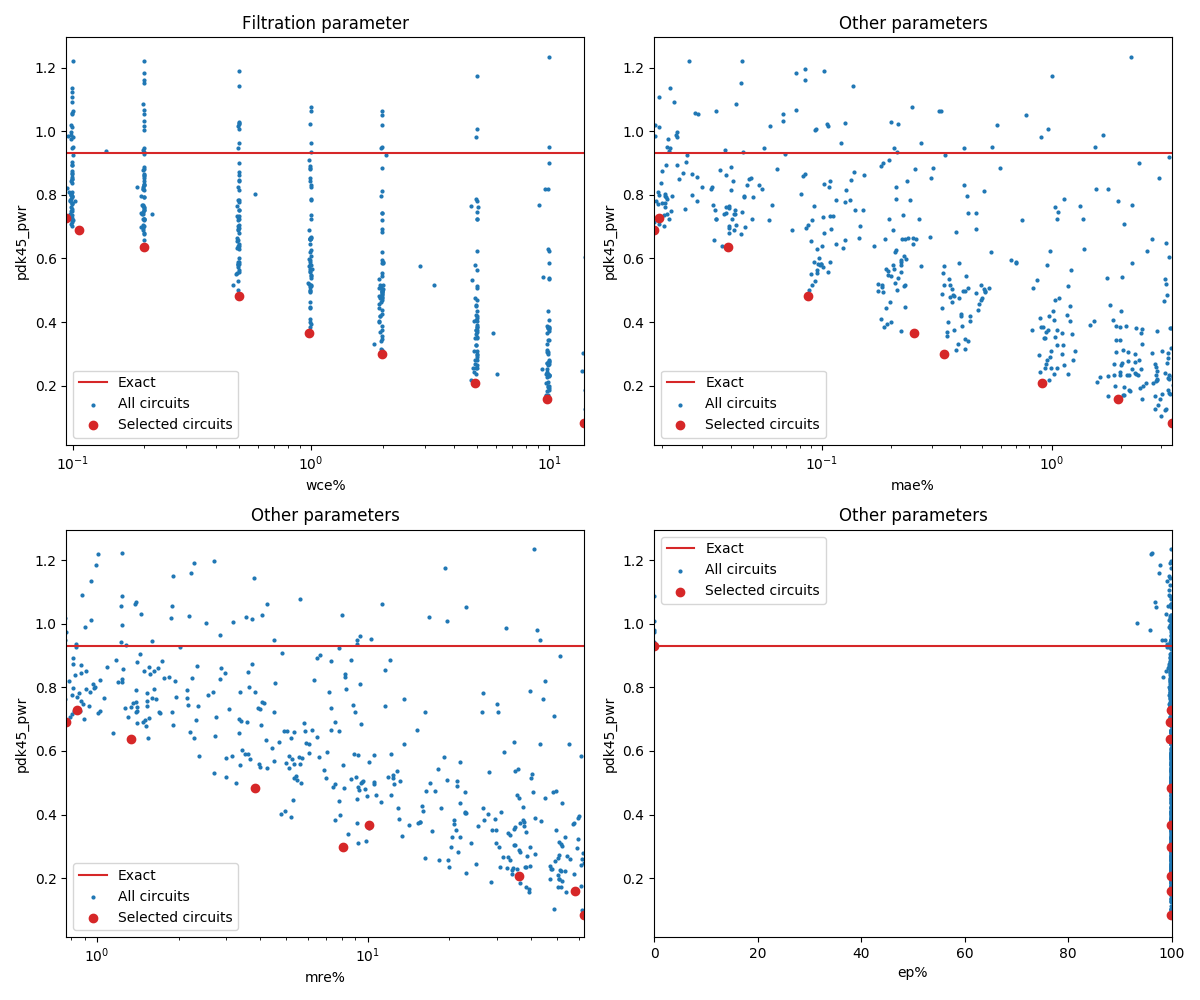 Filtration parameter
1.2
1.0
0.8
0.6
0.4
0.2
pdk45_pwr
Exact
All circuits
Selected circuits
10⁻¹
10⁰
10¹
wce%
Other parameters
1.2
1.0
0.8
0.6
0.4
0.2
pdk45_pwr
Exact
All circuits
Selected circuits
10⁻¹
10⁰
mae%
Other parameters
1.2
1.0
0.8
0.6
0.4
0.2
pdk45_pwr
Exact
All circuits
Selected circuits
10⁰
10¹
mre%
Other parameters
1.2
1.0
0.8
0.6
0.4
0.2
pdk45_pwr
Exact
All circuits
Selected circuits
0
20
40
60
80
100
ep%